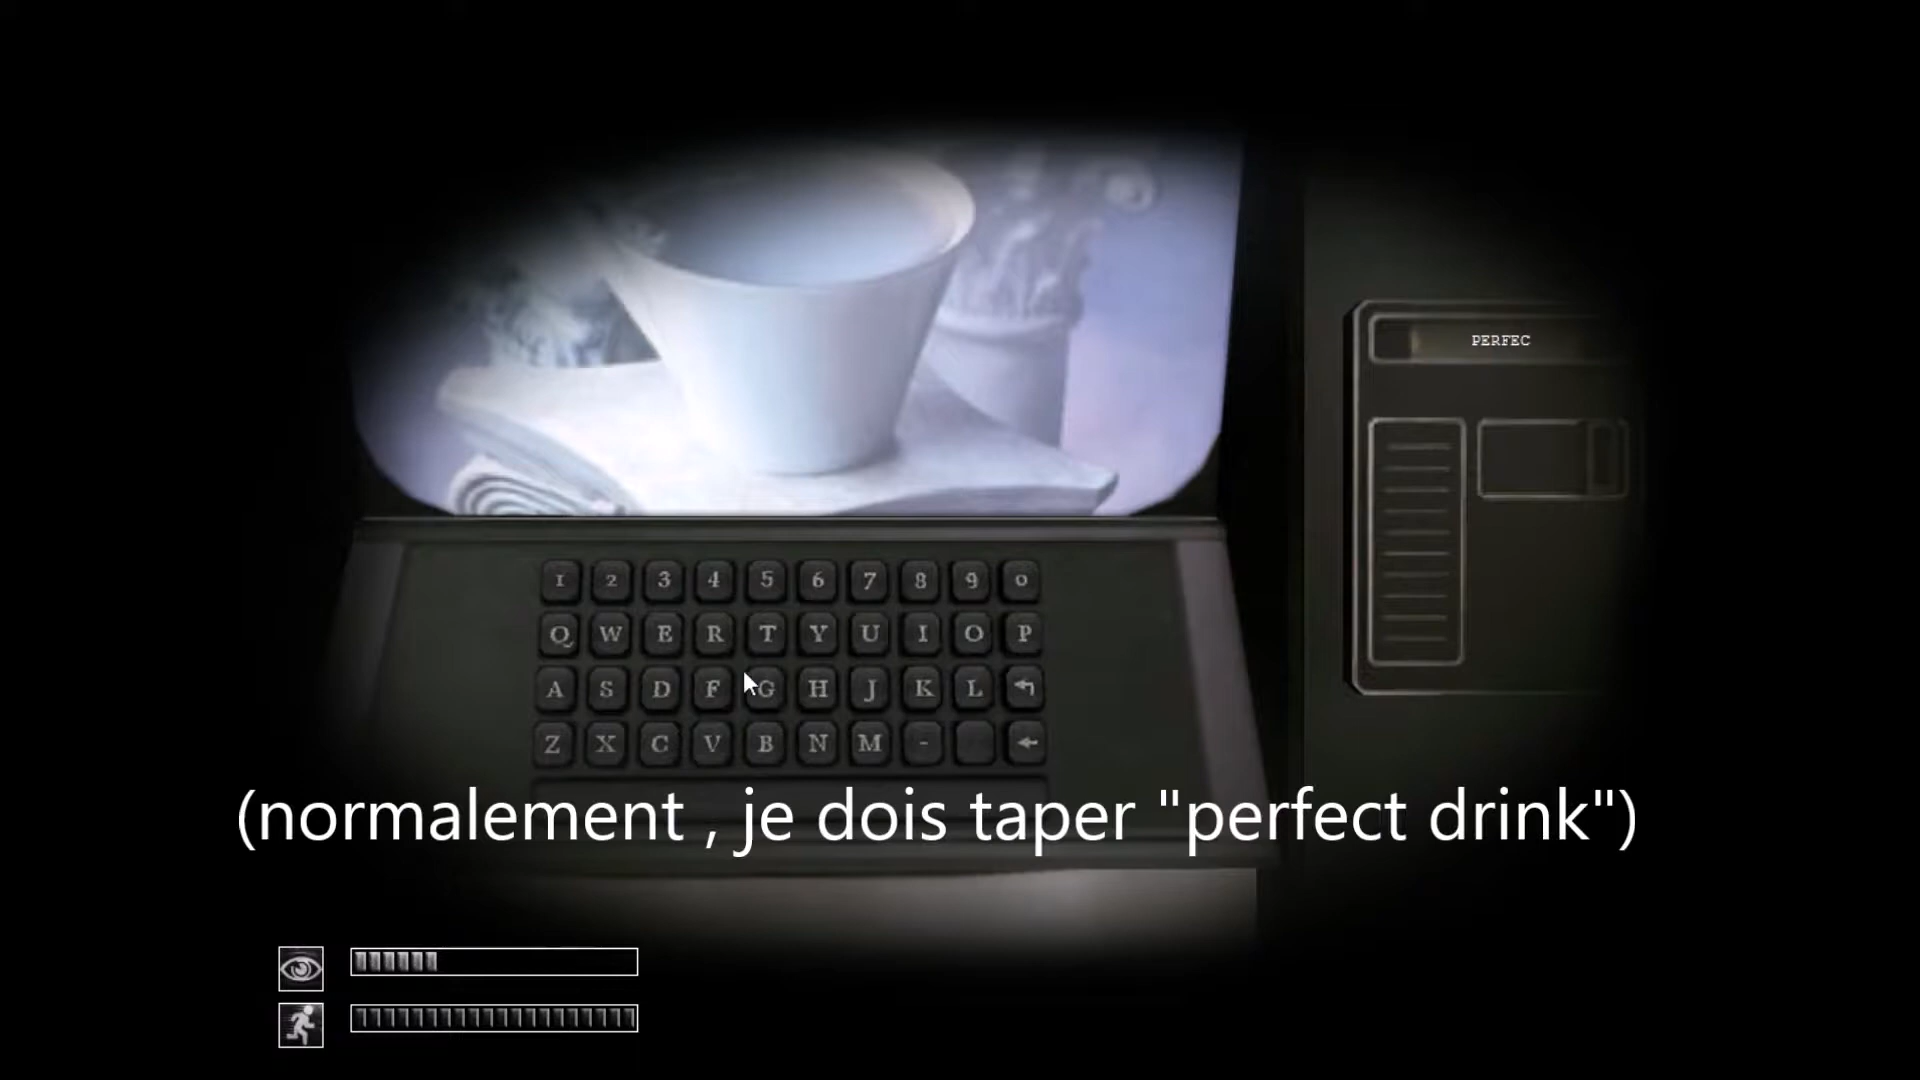 PERFEC
1 2 3 4 5 6 7 8 9 0
Q W E R T Y U I O P
A S D F G H J K L
Z X C V B N M -
(normalement , je dois taper "perfect drink")